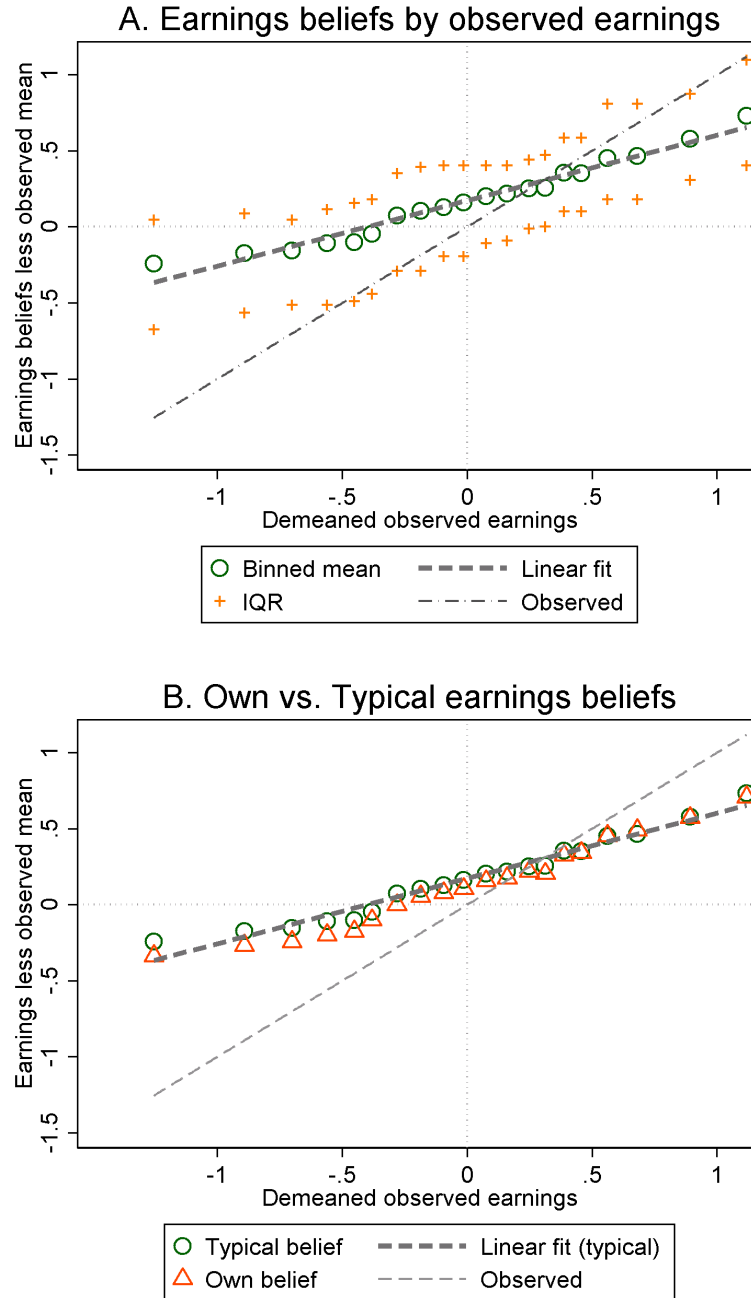 A. Earnings beliefs by observed earnings
Earnings beliefs less observed mean
1
.5
0
-.5
-1
-1.5
-1 -.5 0 .5 1
Demeaned observed earnings
Binned mean Linear fit
IQR Observed
B. Own vs. Typical earnings beliefs
Earnings less observed mean
1
.5
0
-.5
-1
-1.5
-1 -.5 0 .5 1
Demeaned observed earnings
Typical belief Linear fit (typical)
Own belief Observed